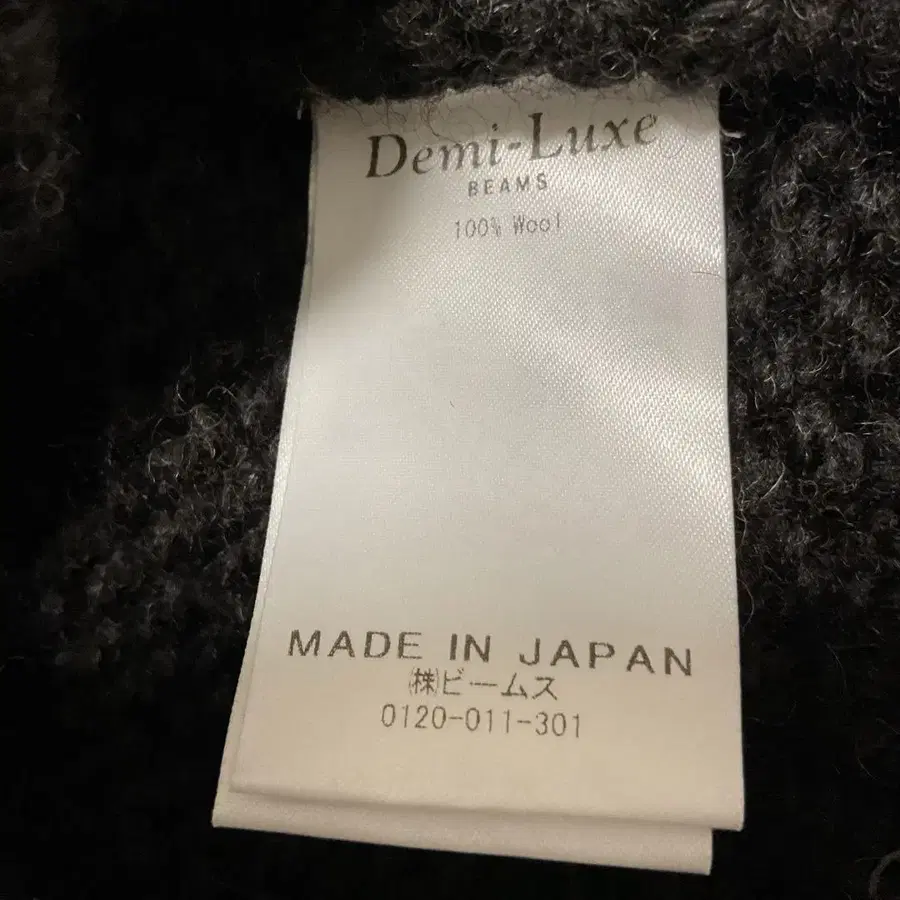 Demi-Luxe
BEAMS
100% Wool
MADE IN JAPAN
㈱ビームス
0120-011-301